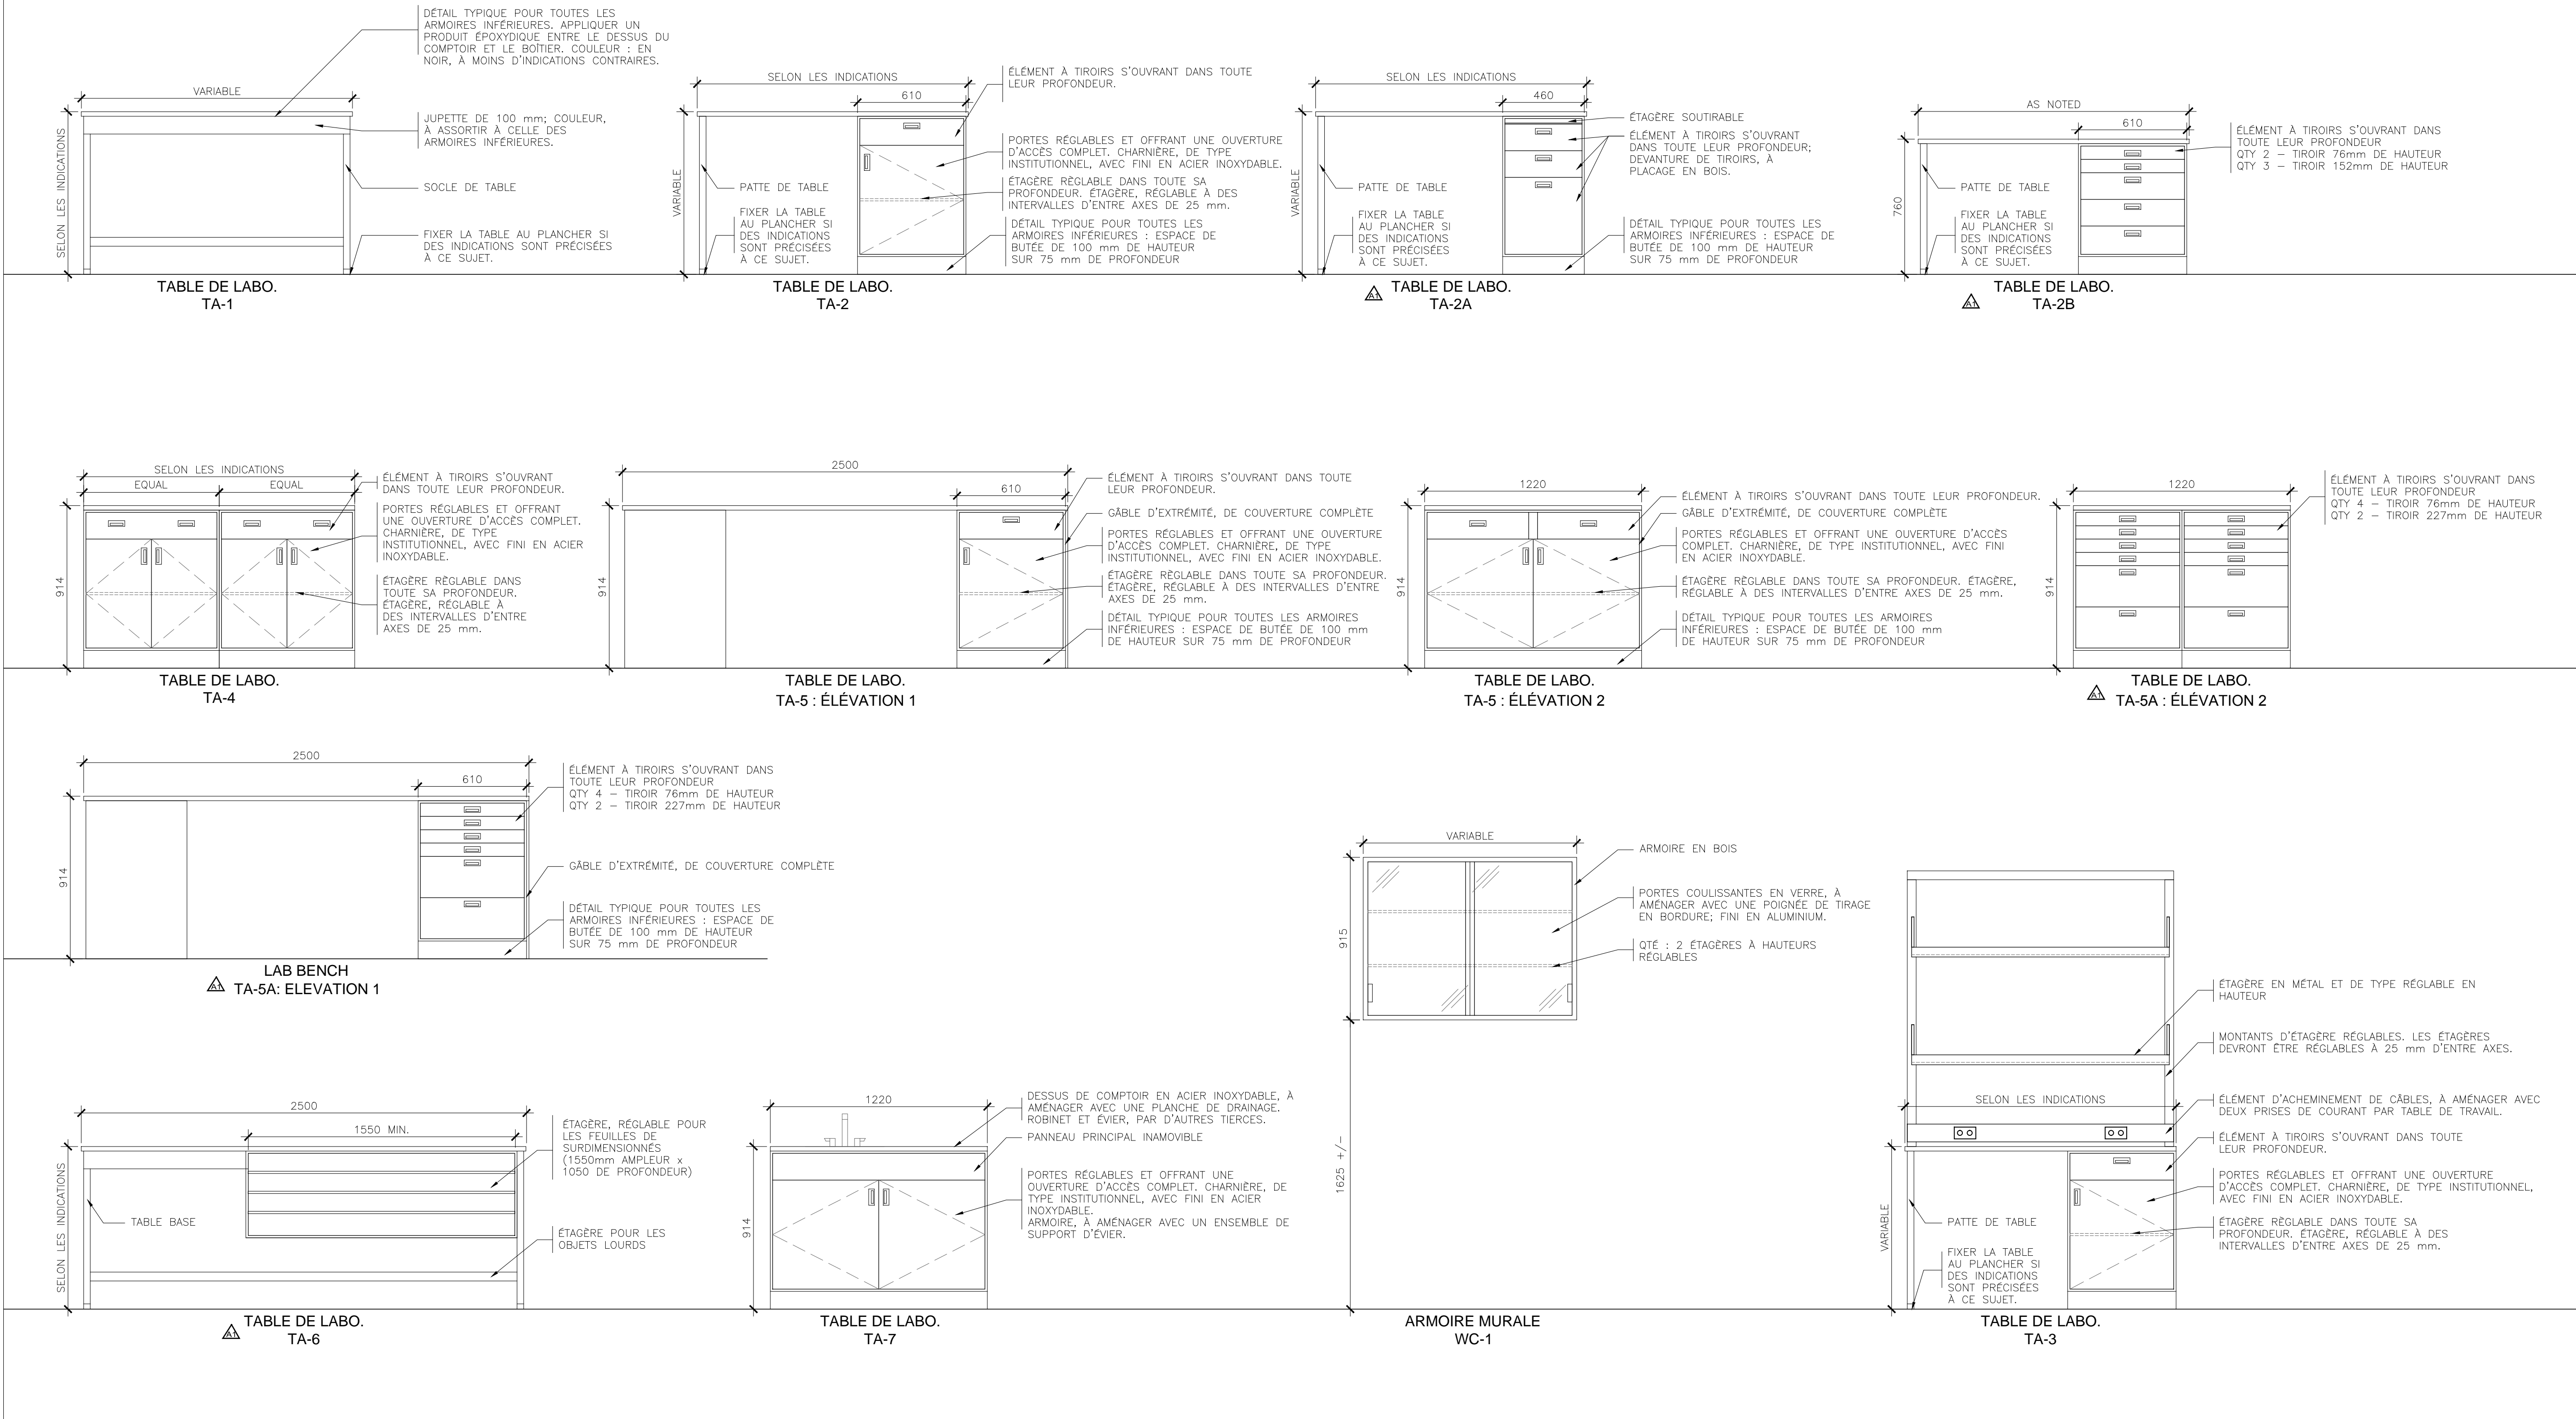 DÉTAIL TYPIQUE POUR TOUTES LES
ARMOIRES INFÉRIEURES. APPLIQUER UN
PRODUIT ÉPOXYDIQUE ENTRE LE DESSUS DU
COMPTOIR ET LE BOÎTIER. COULEUR : EN
NOIR, À MOINS D'INDICATIONS CONTRAIRES.
VARIABLE
SELON LES INDICATIONS
JUPETTE DE 100 mm; COULEUR,
À ASSORTIR À CELLE DES
ARMOIRES INFÉRIEURES.
SOCLE DE TABLE
FIXER LA TABLE AU PLANCHER SI
DES INDICATIONS SONT PRÉCISÉES
À CE SUJET.
TABLE DE LABO.
TA-1
SELON LES INDICATIONS
610
VARIABLE
ÉLÉMENT À TIROIRS S'OUVRANT DANS TOUTE
LEUR PROFONDEUR.
PORTES RÉGLABLES ET OFFRANT UNE OUVERTURE
D'ACCÈS COMPLET. CHARNIÈRE, DE TYPE
INSTITUTIONNEL, AVEC FINI EN ACIER INOXYDABLE.
ÉTAGÈRE RÈGLABLE DANS TOUTE SA
PROFONDEUR. ÉTAGÈRE, RÉGLABLE À DES
INTERVALLES D'ENTRE AXES DE 25 mm.
DÉTAIL TYPIQUE POUR TOUTES LES
ARMOIRES INFÉRIEURES : ESPACE DE
BUTÉE DE 100 mm DE HAUTEUR
SUR 75 mm DE PROFONDEUR
PATTE DE TABLE
FIXER LA TABLE
AU PLANCHER SI
DES INDICATIONS
SONT PRÉCISÉES
À CE SUJET.
TABLE DE LABO.
TA-2
SELON LES INDICATIONS
460
VARIABLE
ÉTAGÈRE SOUTIRABLE
ÉLÉMENT À TIROIRS S'OUVRANT
DANS TOUTE LEUR PROFONDEUR;
DEVANTURE DE TIROIRS, À
PLACAGE EN BOIS.
PATTE DE TABLE
FIXER LA TABLE
AU PLANCHER SI
DES INDICATIONS
SONT PRÉCISÉES
À CE SUJET.
DÉTAIL TYPIQUE POUR TOUTES LES
ARMOIRES INFÉRIEURES : ESPACE DE
BUTÉE DE 100 mm DE HAUTEUR
SUR 75 mm DE PROFONDEUR
A1
TABLE DE LABO.
TA-2A
AS NOTED
610
760
ÉLÉMENT À TIROIRS S'OUVRANT DANS
TOUTE LEUR PROFONDEUR
QTY 2 – TIROIR 76mm DE HAUTEUR
QTY 3 – TIROIR 152mm DE HAUTEUR
PATTE DE TABLE
FIXER LA TABLE
AU PLANCHER SI
DES INDICATIONS
SONT PRÉCISÉES
À CE SUJET.
A1
TABLE DE LABO.
TA-2B
SELON LES INDICATIONS
EQUAL
EQUAL
914
ÉLÉMENT À TIROIRS S'OUVRANT
DANS TOUTE LEUR PROFONDEUR.
PORTES RÉGLABLES ET OFFRANT
UNE OUVERTURE D'ACCÈS COMPLET.
CHARNIÈRE, DE TYPE
INSTITUTIONNEL, AVEC FINI EN ACIER
INOXYDABLE.
ÉTAGÈRE RÈGLABLE DANS
TOUTE SA PROFONDEUR.
ÉTAGÈRE, RÉGLABLE À
DES INTERVALLES D'ENTRE
AXES DE 25 mm.
TABLE DE LABO.
TA-4
2500
610
914
ÉLÉMENT À TIROIRS S'OUVRANT DANS TOUTE
LEUR PROFONDEUR.
GÂBLE D'EXTRÉMITÉ, DE COUVERTURE COMPLÈTE
PORTES RÉGLABLES ET OFFRANT UNE OUVERTURE
D'ACCÈS COMPLET. CHARNIÈRE, DE TYPE
INSTITUTIONNEL, AVEC FINI EN ACIER INOXYDABLE.
ÉTAGÈRE RÈGLABLE DANS TOUTE SA PROFONDEUR.
ÉTAGÈRE, RÉGLABLE À DES INTERVALLES D'ENTRE
AXES DE 25 mm.
DÉTAIL TYPIQUE POUR TOUTES LES ARMOIRES
INFÉRIEURES : ESPACE DE BUTÉE DE 100 mm
DE HAUTEUR SUR 75 mm DE PROFONDEUR
TABLE DE LABO.
TA-5 : ÉLÉVATION 1
1220
914
ÉLÉMENT À TIROIRS S'OUVRANT DANS TOUTE LEUR PROFONDEUR.
GÂBLE D'EXTRÉMITÉ, DE COUVERTURE COMPLÈTE
PORTES RÉGLABLES ET OFFRANT UNE OUVERTURE D'ACCÈS
COMPLET. CHARNIÈRE, DE TYPE INSTITUTIONNEL, AVEC FINI
EN ACIER INOXYDABLE.
ÉTAGÈRE RÈGLABLE DANS TOUTE SA PROFONDEUR. ÉTAGÈRE,
RÉGLABLE À DES INTERVALLES D'ENTRE AXES DE 25 mm.
DÉTAIL TYPIQUE POUR TOUTES LES ARMOIRES
INFÉRIEURES : ESPACE DE BUTÉE DE 100 mm
DE HAUTEUR SUR 75 mm DE PROFONDEUR
TABLE DE LABO.
TA-5 : ÉLÉVATION 2
1220
914
ÉLÉMENT À TIROIRS S'OUVRANT DANS
TOUTE LEUR PROFONDEUR
QTY 4 – TIROIR 76mm DE HAUTEUR
QTY 2 – TIROIR 227mm DE HAUTEUR
A1
TABLE DE LABO.
TA-5A : ÉLÉVATION 2
2500
610
914
ÉLÉMENT À TIROIRS S'OUVRANT DANS
TOUTE LEUR PROFONDEUR
QTY 4 – TIROIR 76mm DE HAUTEUR
QTY 2 – TIROIR 227mm DE HAUTEUR
GÂBLE D'EXTRÉMITÉ, DE COUVERTURE COMPLÈTE
DÉTAIL TYPIQUE POUR TOUTES LES
ARMOIRES INFÉRIEURES : ESPACE DE
BUTÉE DE 100 mm DE HAUTEUR
SUR 75 mm DE PROFONDEUR
LAB BENCH
A1
TA-5A: ELEVATION 1
2500
1550 MIN.
SELON LES INDICATIONS
TABLE BASE
ÉTAGÈRE, RÉGLABLE POUR
LES FEUILLES DE
SURDIMENSIONNÉS
(1550mm AMPLEUR x
1050 DE PROFONDEUR)
ÉTAGÈRE POUR LES
OBJETS LOURDS
A1
TABLE DE LABO.
TA-6
1220
914
DESSUS DE COMPTOIR EN ACIER INOXYDABLE, À
AMÉNAGER AVEC UNE PLANCHE DE DRAINAGE.
ROBINET ET ÉVIER, PAR D'AUTRES TIERCES.
PANNEAU PRINCIPAL INAMOVIBLE
PORTES RÉGLABLES ET OFFRANT UNE
OUVERTURE D'ACCÈS COMPLET. CHARNIÈRE, DE
TYPE INSTITUTIONNEL, AVEC FINI EN ACIER
INOXYDABLE.
ARMOIRE, À AMÉNAGER AVEC UN ENSEMBLE DE
SUPPORT D'ÉVIER.
TABLE DE LABO.
TA-7
VARIABLE
915
1625 +/–
ARMOIRE EN BOIS
PORTES COULISSANTES EN VERRE, À
AMÉNAGER AVEC UNE POIGNÉE DE TIRAGE
EN BORDURE; FINI EN ALUMINIUM.
QTÉ : 2 ÉTAGÈRES À HAUTEURS
RÉGLABLES
ARMOIRE MURALE
WC-1
ÉTAGÈRE EN MÉTAL ET DE TYPE RÉGLABLE EN
HAUTEUR
MONTANTS D'ÉTAGÈRE RÉGLABLES. LES ÉTAGÈRES
DEVRONT ÊTRE RÉGLABLES À 25 mm D'ENTRE AXES.
SELON LES INDICATIONS
VARIABLE
ÉLÉMENT D'ACHEMINEMENT DE CÂBLES, À AMÉNAGER AVEC
DEUX PRISES DE COURANT PAR TABLE DE TRAVAIL.
ÉLÉMENT À TIROIRS S'OUVRANT DANS TOUTE
LEUR PROFONDEUR.
PORTES RÉGLABLES ET OFFRANT UNE OUVERTURE
D'ACCÈS COMPLET. CHARNIÈRE, DE TYPE INSTITUTIONNEL,
AVEC FINI EN ACIER INOXYDABLE.
ÉTAGÈRE RÈGLABLE DANS TOUTE SA
PROFONDEUR. ÉTAGÈRE, RÉGLABLE À DES
INTERVALLES D'ENTRE AXES DE 25 mm.
PATTE DE TABLE
FIXER LA TABLE
AU PLANCHER SI
DES INDICATIONS
SONT PRÉCISÉES
À CE SUJET.
TABLE DE LABO.
TA-3